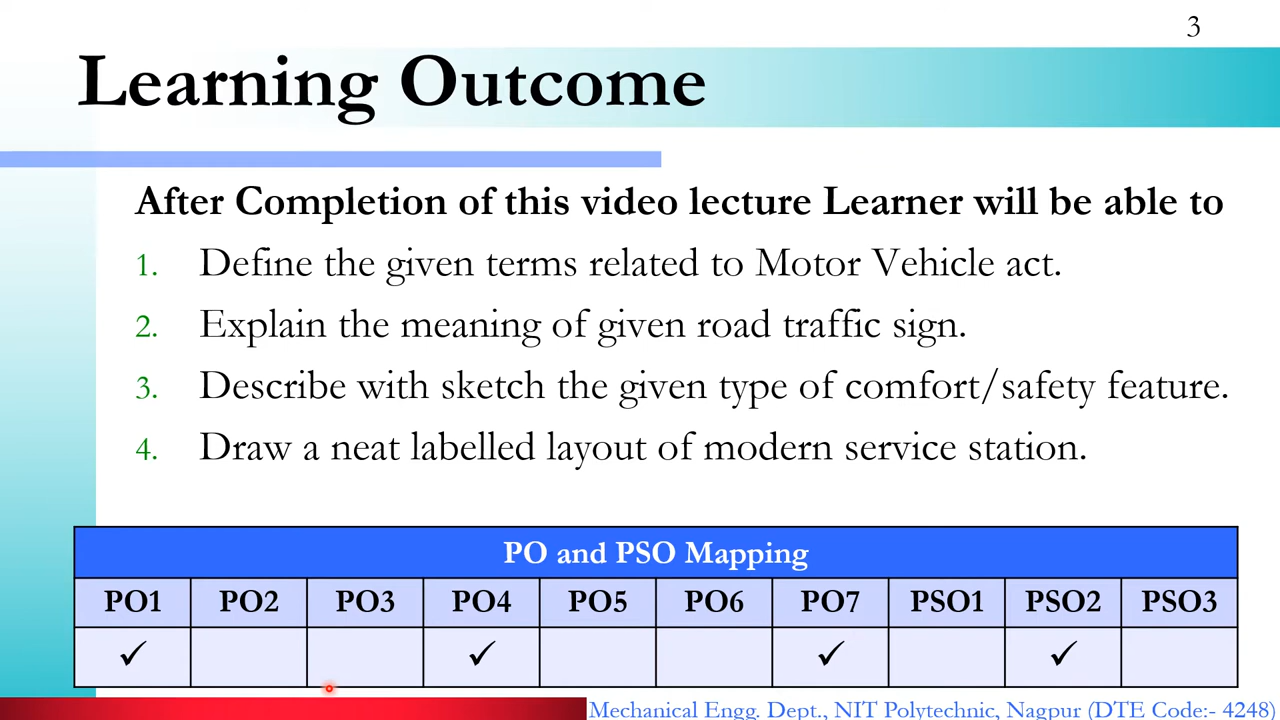 3
Learning Outcome
After Completion of this video lecture Learner will be able to
1. Define the given terms related to Motor Vehicle act.
2. Explain the meaning of given road traffic sign.
3. Describe with sketch the given type of comfort/safety feature.
4. Draw a neat labelled layout of modern service station.
PO and PSO Mapping
PO1 PO2 PO3 PO4 PO5 PO6 PO7 PSO1 PSO2 PSO3
✓ ✓ ✓ ✓
Mechanical Engg. Dept., NIT Polytechnic, Nagpur (DTE Code:- 4248)